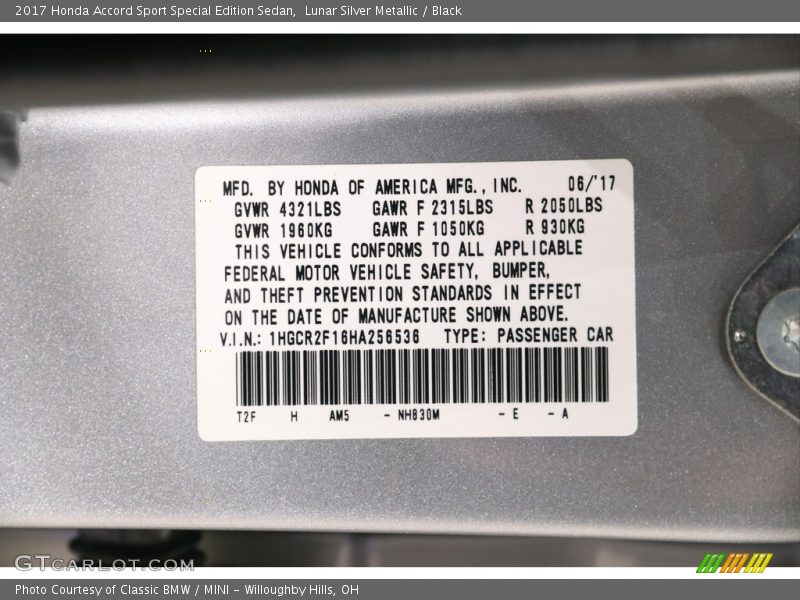 2017 Honda Accord Sport Special Edition Sedan,  Lunar Silver Metallic / Black
MFD. BY HONDA OF AMERICA MFG., INC. 06/'17
GVWR 4321LBS GAWR F 2315LBS R 2050LBS
GVWR 1960KG GAWR F 1050KG R 930KG
THIS VEHICLE CONFORMS TO ALL APPLICABLE
FEDERAL MOTOR VEHICLE SAFETY, BUMPER,
AND THEFT PREVENTION STANDARDS IN EFFECT
ON THE DATE OF MANUFACTURE SHOWN ABOVE.
V.I.N.: 1HGCR2F16HA256536 TYPE: PASSENGER CAR
T2F H AM5 - NH830M - E - A
GTCARLOT.COM
Photo Courtesy of Classic BMW / MINI - Willoughby Hills, OH